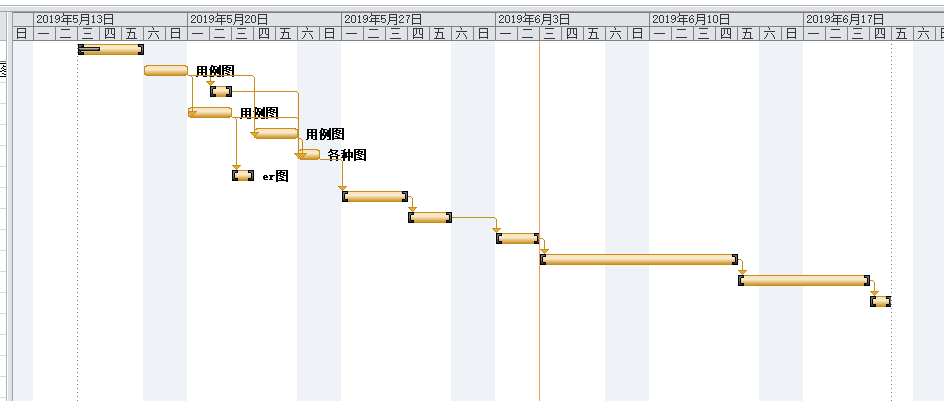 2019年5月13日 2019年5月20日 2019年5月27日 2019年6月3日 2019年6月10日 2019年6月17日
日 一 二 三 四 五 六 日 一 二 三 四 五 六 日 一 二 三 四 五 六 日 一 二 三 四 五 六 日 一 二 三 四 五 六 日 一 二 三 四 五 六 日
用例图
用例图
用例图
各种图
er图